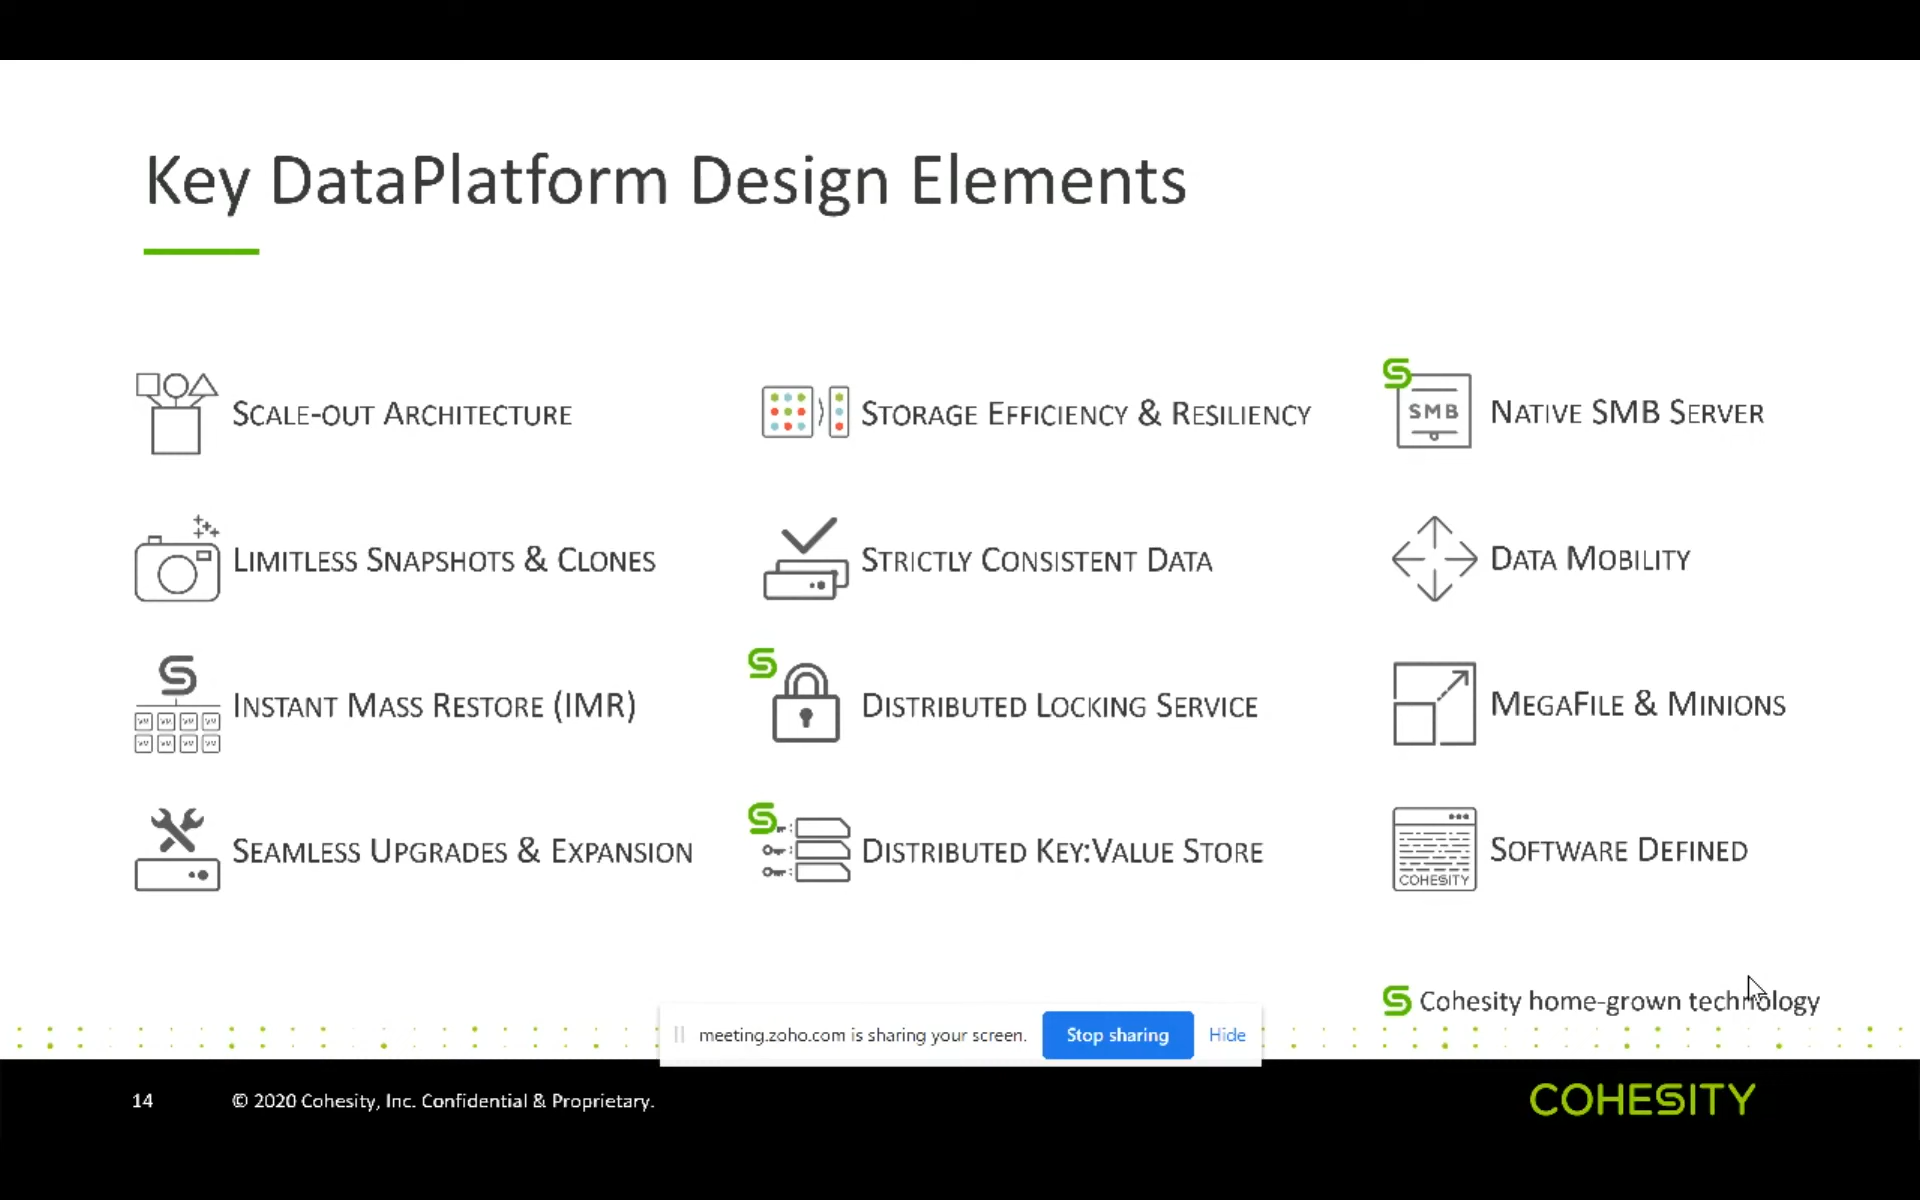 Key DataPlatform Design Elements
SCALE-OUT ARCHITECTURE
STORAGE EFFICIENCY & RESILIENCY
SMB
NATIVE SMB SERVER
LIMITLESS SNAPSHOTS & CLONES
STRICTLY CONSISTENT DATA
DATA MOBILITY
INSTANT MASS RESTORE (IMR)
DISTRIBUTED LOCKING SERVICE
MEGAFILE & MINIONS
SEAMLESS UPGRADES & EXPANSION
DISTRIBUTED KEY:VALUE STORE
COHESITY
SOFTWARE DEFINED
Cohesity home-grown technology
meeting.zoho.com is sharing your screen.
Stop sharing
Hide
14
© 2020 Cohesity, Inc. Confidential & Proprietary.
COHESITY